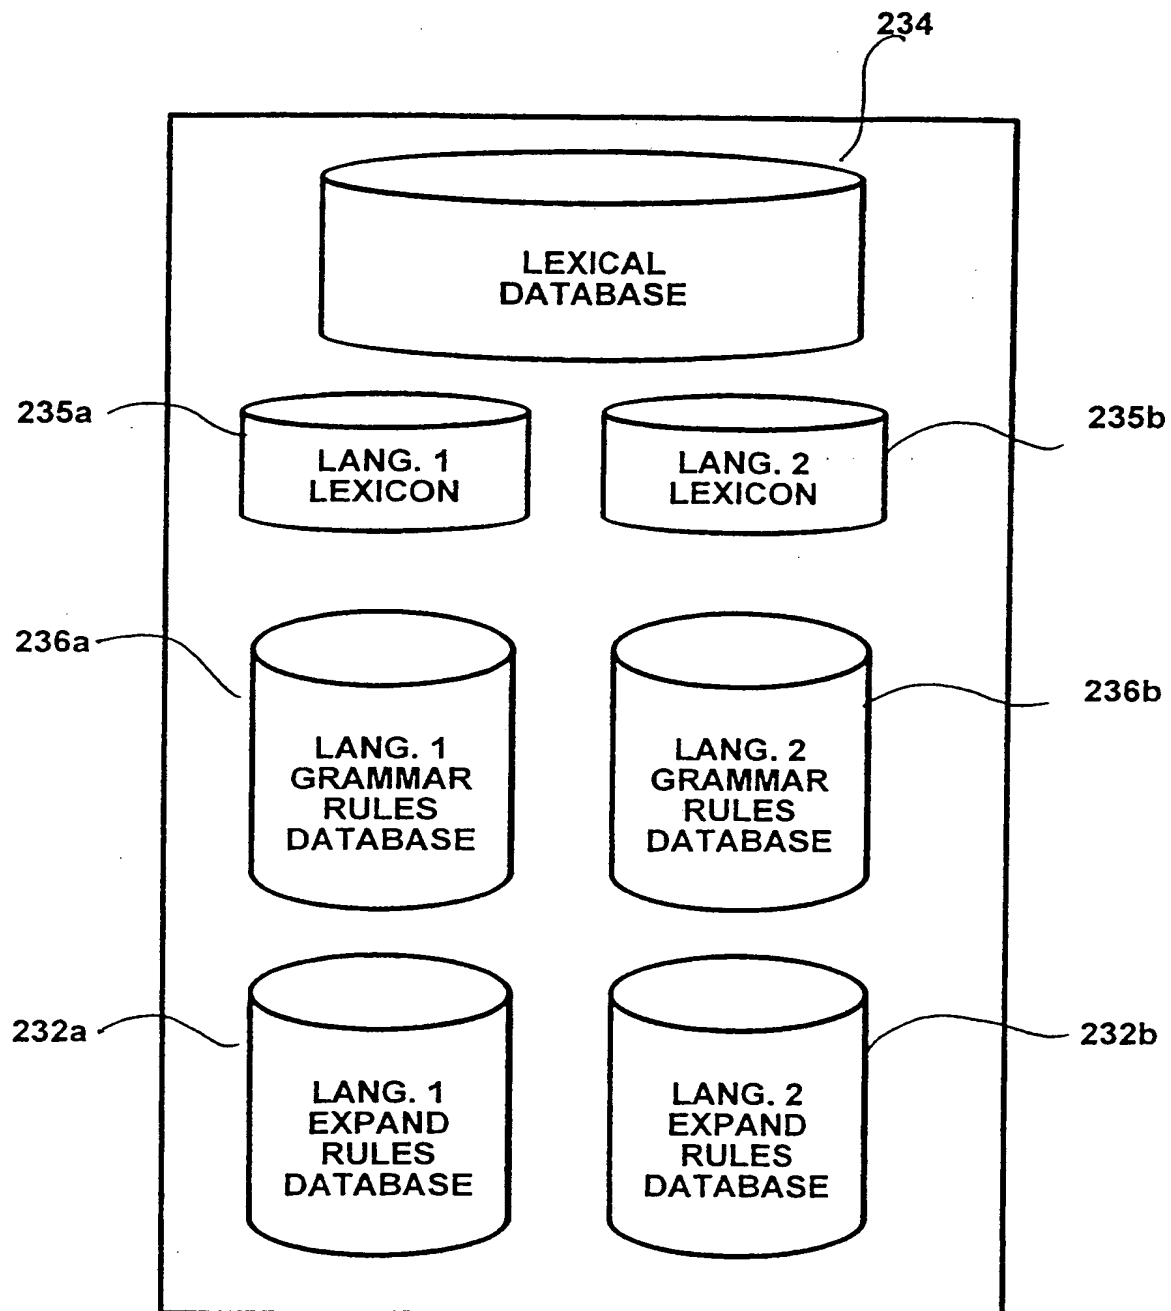 234
LEXICAL
DATABASE
235a
LANG. 1
LEXICON
LANG. 2
LEXICON
235b
236a
LANG. 1
GRAMMAR
RULES
DATABASE
LANG. 2
GRAMMAR
RULES
DATABASE
236b
232a
LANG. 1
EXPAND
RULES
DATABASE
LANG. 2
EXPAND
RULES
DATABASE
232b